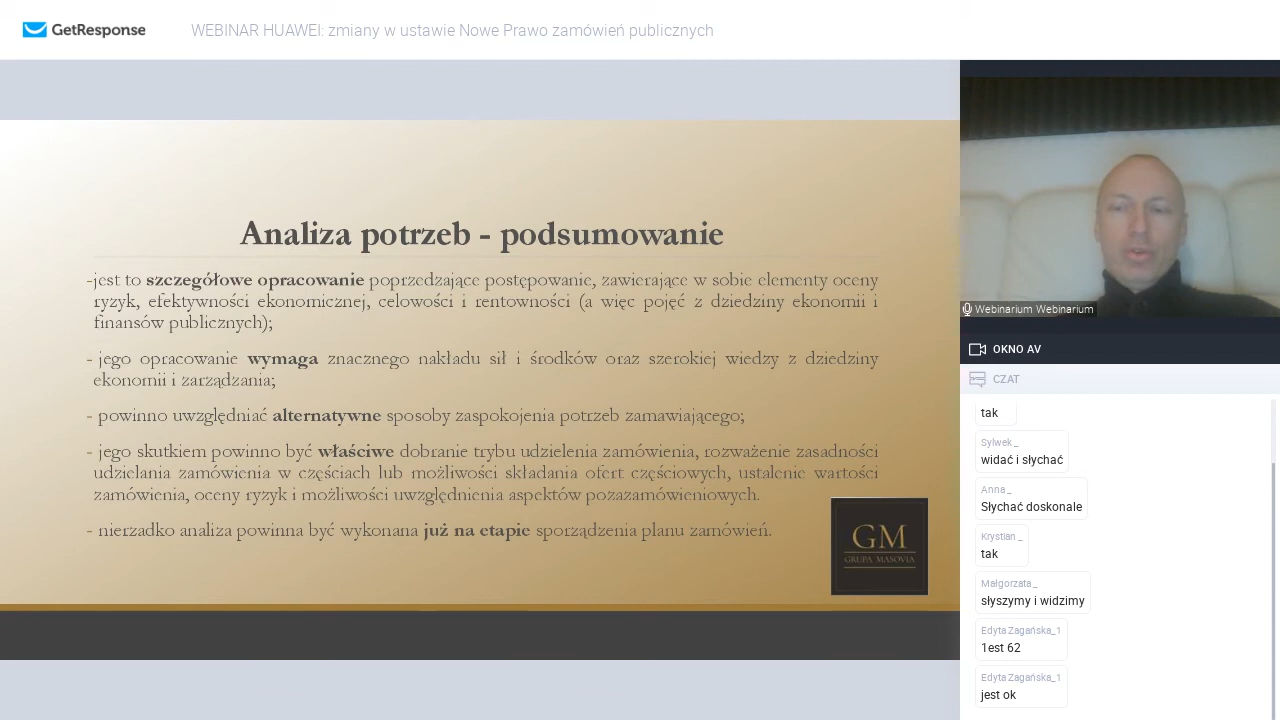 GetResponse
WEBINAR HUAWEI: zmiany w ustawie Nowe Prawo zamówień publicznych
Analiza potrzeb - podsumowanie
-jest to szczegółowe opracowanie poprzedzające postępowanie, zawierające w sobie elementy oceny
ryzyk, efektywności ekonomicznej, celowości i rentowności (a więc pojęć z dziedziny ekonomii i
finansów publicznych);
- jego opracowanie wymaga znacznego nakładu sił i środków oraz szerokiej wiedzy z dziedziny
ekonomii i zarządzania;
- powinno uwzględniać alternatywne sposoby zaspokojenia potrzeb zamawiającego;
- jego skutkiem powinno być właściwe dobranie trybu udzielenia zamówienia, rozważenie zasadności
udzielania zamówienia w częściach lub możliwości składania ofert częściowych, ustalenie wartości
zamówienia, oceny ryzyk i możliwości uwzględnienia aspektów pozazamówieniowych.
- nierzadko analiza powinna być wykonana już na etapie sporządzenia planu zamówień.
GM
GRUPA MASOVIA
Webinarium Webinarium
OKNO AV
CZAT
tak
Sylwek _
widać i słychać
Anna _
Słychać doskonale
Krystian _
tak
Małgorzata _
słyszymy i widzimy
Edyta Zagańska_1
1est 62
Edyta Zagańska_1
jest ok